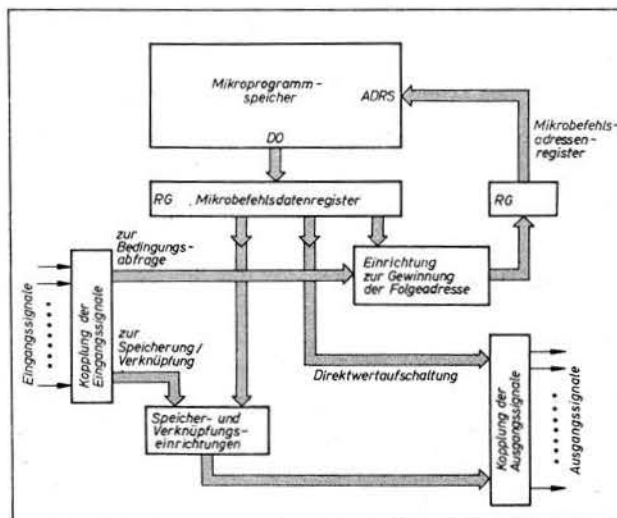 Mikroprogramm-
speicher
ADRS
DO
Mikrobefehls-
adressen-
register
RG Mikrobefehlsdatenregister
RG
zur
Bedingungs-
abfrage
Einrichtung
zur Gewinnung
der Folgeadresse
Eingangssignale
Kopplung der
Eingangssignale
zur
Speicherung/
Verknüpfung
Direktwertaufschaltung
Speicher- und
Verknüpfungs-
einrichtungen
Kopplung der
Ausgangssignale
Ausgangssignale